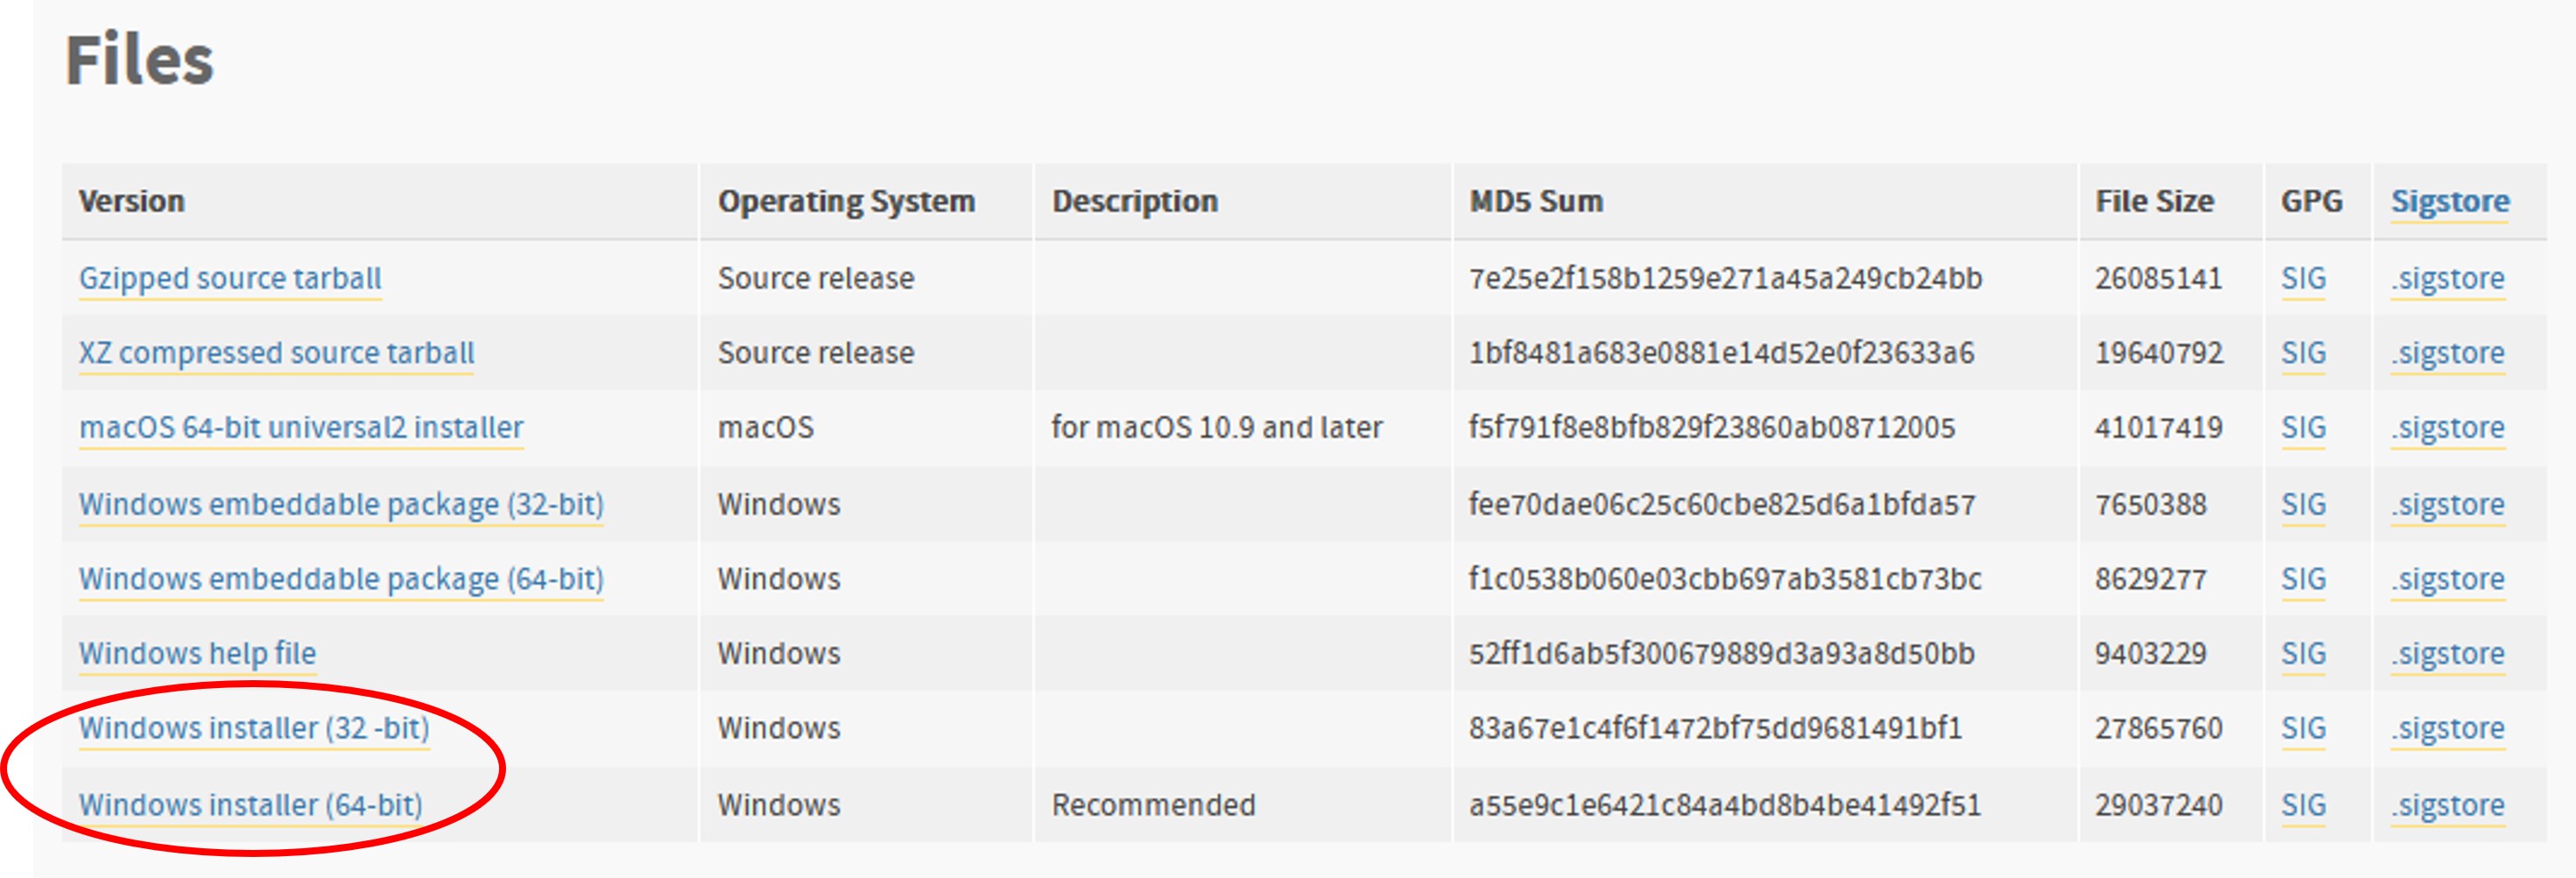 Files
Version Operating System Description MD5 Sum File Size GPG Sigstore
Gzipped source tarball Source release 7e25e2f158b1259e271a45a249cb24bb 26085141 SIG .sigstore
XZ compressed source tarball Source release 1bf8481a683e0881e14d52e0f23633a6 19640792 SIG .sigstore
macOS 64-bit universal2 installer macOS for macOS 10.9 and later f5f791f8e8bfb829f23860ab08712005 41017419 SIG .sigstore
Windows embeddable package (32-bit) Windows fee70dae06c25c60cbe825d6a1bfda57 7650388 SIG .sigstore
Windows embeddable package (64-bit) Windows f1c0538b060e03cbb697ab3581cb73bc 8629277 SIG .sigstore
Windows help file Windows 52ff1d6ab5f300679889d3a93a8d50bb 9403229 SIG .sigstore
Windows installer (32 -bit) Windows 83a67e1c4f6f1472bf75dd9681491bf1 27865760 SIG .sigstore
Windows installer (64-bit) Windows Recommended a55e9c1e6421c84a4bd8b4be41492f51 29037240 SIG .sigstore